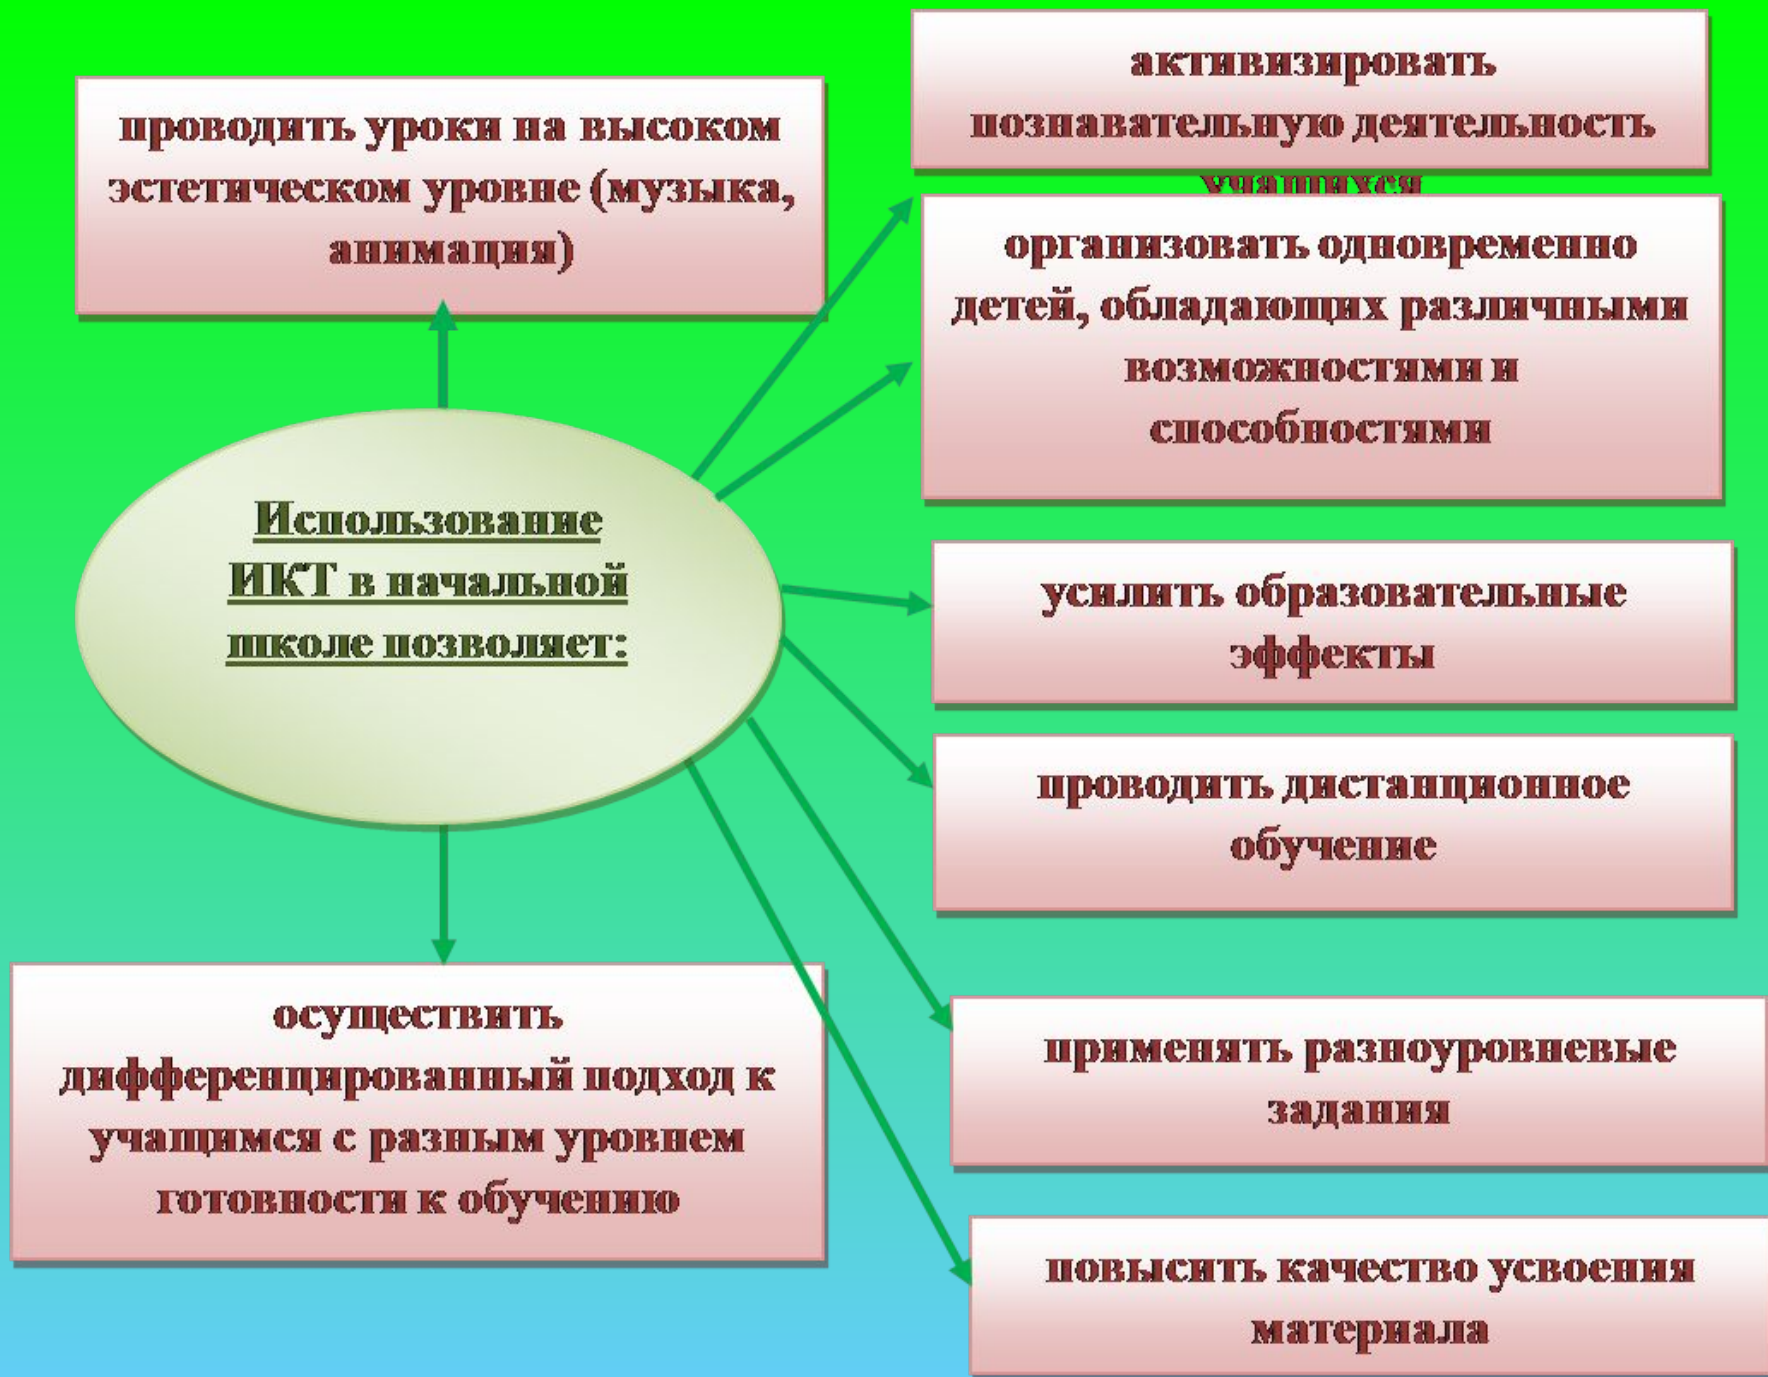 проводить уроки на высоком
эстетическом уровне (музыка,
анимация)
активизировать
познавательную деятельность
учащихся
организовать одновременно
детей, обладающих различными
возможностями и
способностями
Использование
ИКТ в начальной
школе позволяет:
усилить образовательные
эффекты
проводить дистанционное
обучение
осуществить
дифференцированный подход к
учащимся с разным уровнем
готовности к обучению
применять разноуровневые
задания
повысить качество усвоения
материала